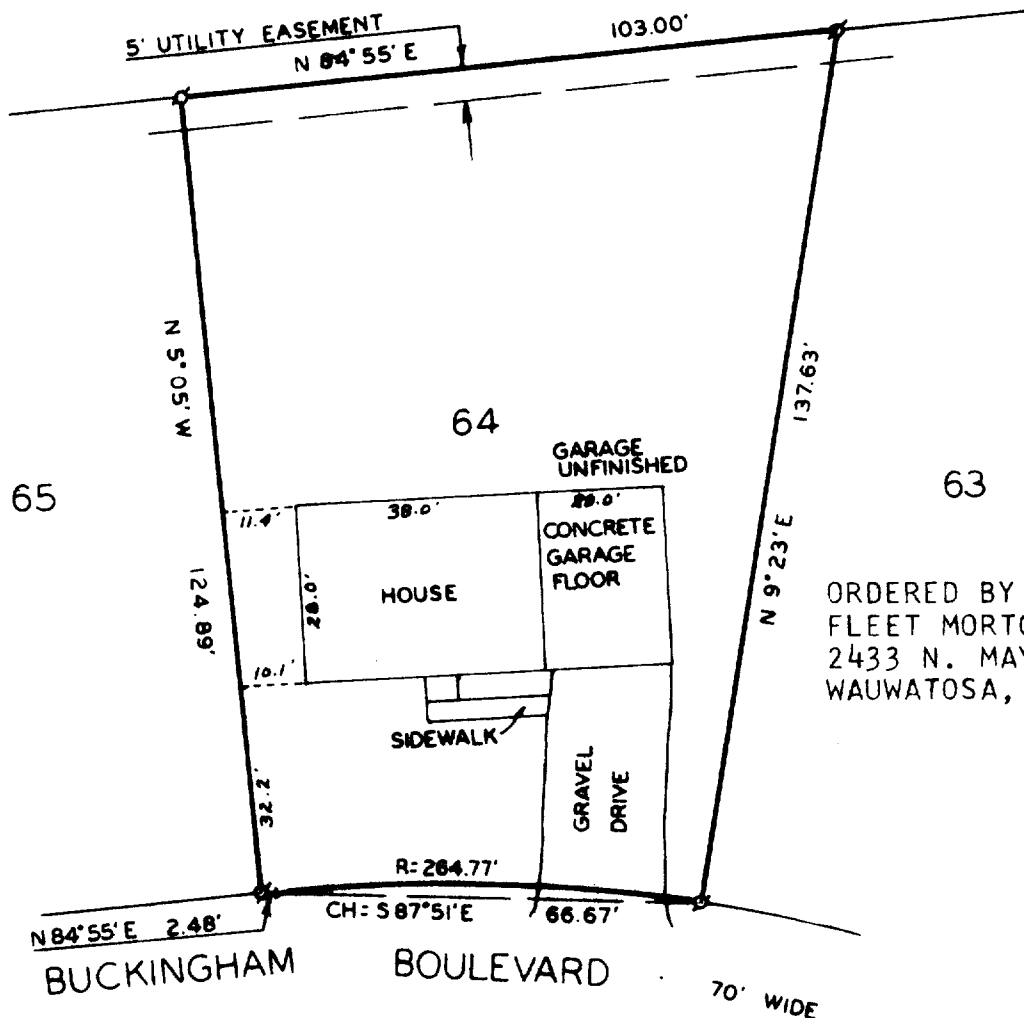 5' UTILITY EASEMENT
N 84°55' E
103.00'
N 5°05' W
124.89'
32.2'
64
65
63
137.63'
N 9°23' E
GARAGE
UNFINISHED
11.4'
38.0'
CONCRETE
GARAGE
FLOOR
HOUSE
28.0'
10.1'
SIDEWALK
GRAVEL
DRIVE
ORDERED BY
FLEET MORTG
2433 N. MAY
WAUWATOSA,
R=264.77'
CH= S 87°51' E
66.67'
N 84°55' E 2.48'
BUCKINGHAM BOULEVARD
70' WIDE